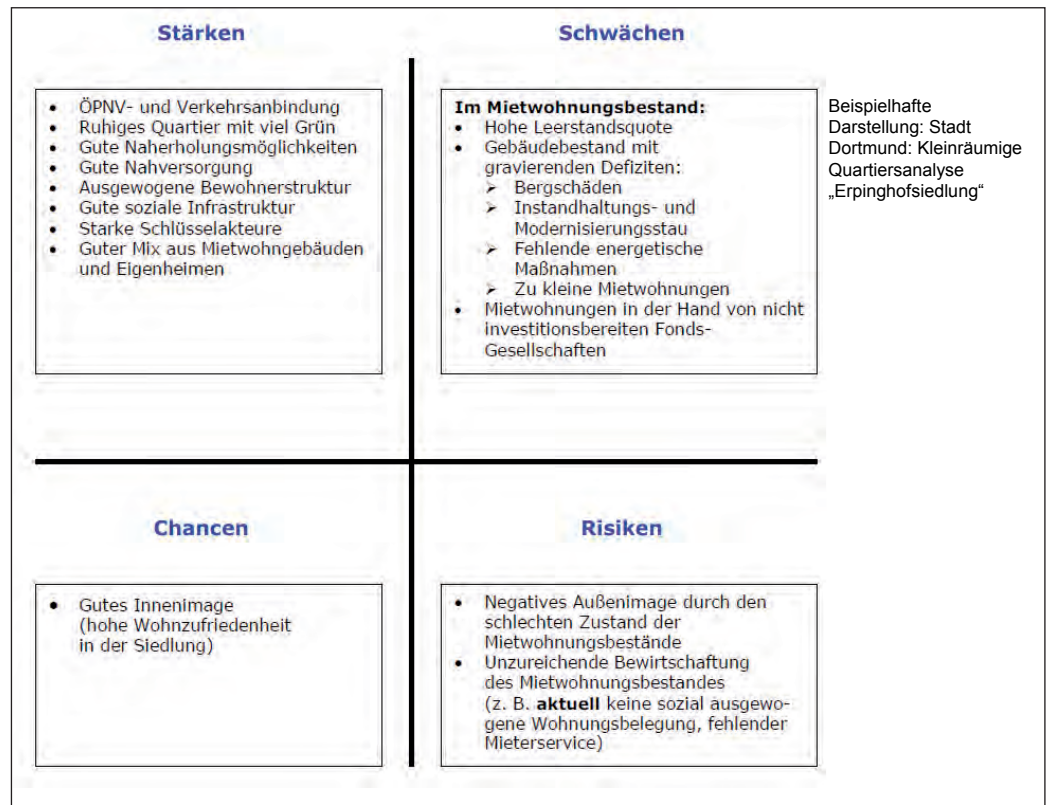 Stärken
• ÖPNV- und Verkehrsanbindung
• Ruhiges Quartier mit viel Grün
• Gute Naherholungsmöglichkeiten
• Gute Nahversorgung
• Ausgewogene Bewohnerstruktur
• Gute soziale Infrastruktur
• Starke Schlüsselakteure
• Guter Mix aus Mietwohngebäuden
und Eigenheimen
Schwächen
Im Mietwohnungsbestand:
• Hohe Leerstandsquote
• Gebäudebestand mit
gravierenden Defiziten:
➢ Bergschäden
➢ Instandhaltungs- und
Modernisierungsstau
➢ Fehlende energetische
Maßnahmen
➢ Zu kleine Mietwohnungen
• Mietwohnungen in der Hand von nicht
investitionsbereiten Fonds-
Gesellschaften
Beispielhafte
Darstellung: Stadt
Dortmund: Kleinräumige
Quartiersanalyse
„Erpinghofsiedlung“
Chancen
• Gutes Innenimage
(hohe Wohnzufriedenheit
in der Siedlung)
Risiken
• Negatives Außenimage durch den
schlechten Zustand der
Mietwohnungsbestände
• Unzureichende Bewirtschaftung
des Mietwohnungsbestandes
(z. B. aktuell keine sozial ausgewo-
gene Wohnungsbelegung, fehlender
Mieterservice)